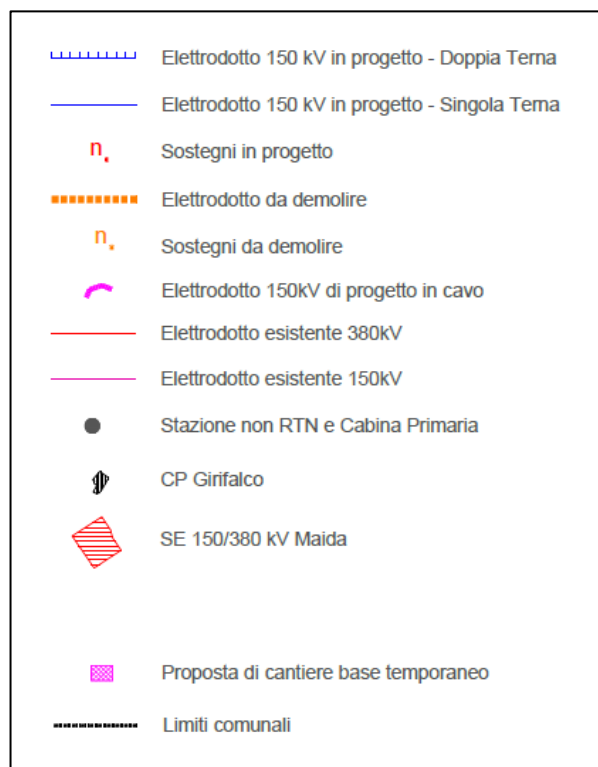 Elettrodotto 150 kV in progetto - Doppia Terna
Elettrodotto 150 kV in progetto - Singola Terna
n. Sostegni in progetto
Elettrodotto da demolire
n. Sostegni da demolire
Elettrodotto 150kV di progetto in cavo
Elettrodotto esistente 380kV
Elettrodotto esistente 150kV
Stazione non RTN e Cabina Primaria
CP Girifalco
SE 150/380 kV Maida
Proposta di cantiere base temporaneo
Limiti comunali